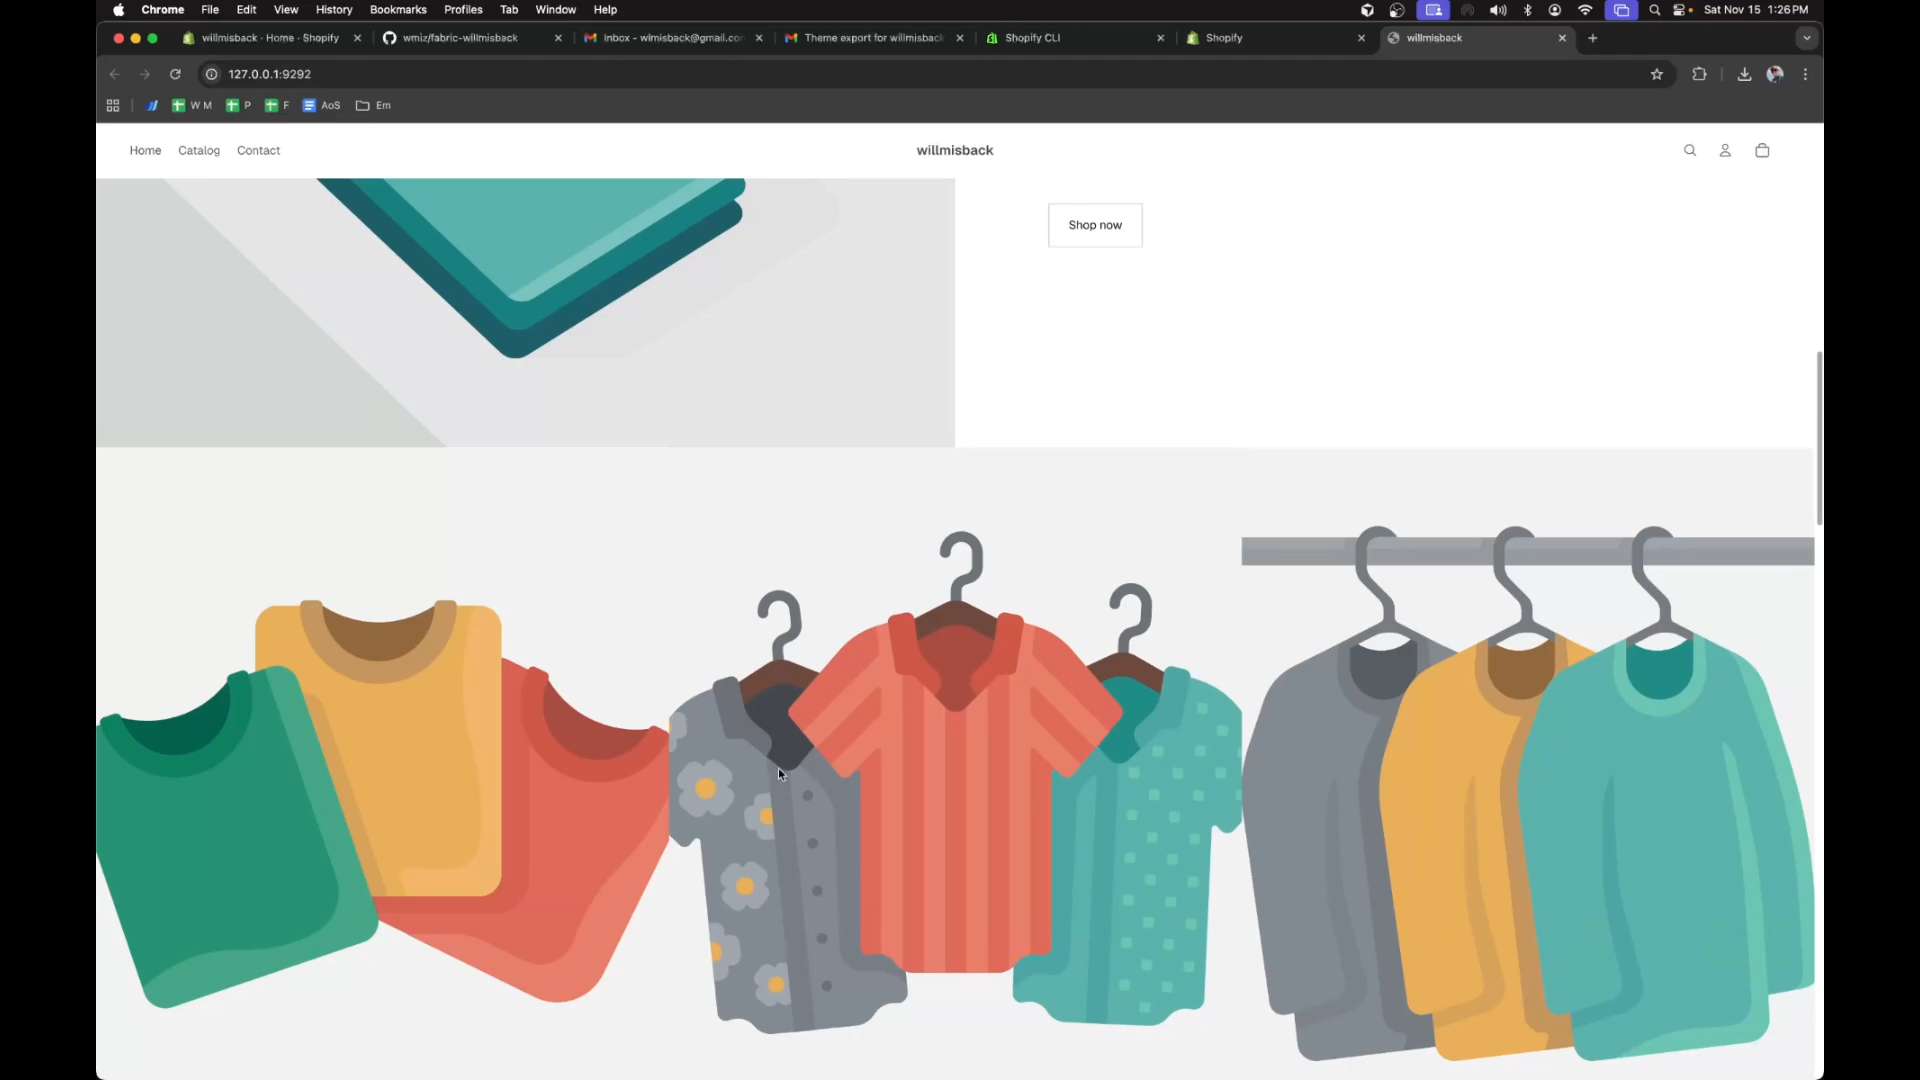 Chrome File Edit View History Bookmarks Profiles Tab Window Help Sat Nov 15 1:26 PM
willmisback · Home · Shopify wmiz/fabric-willmisback Inbox - wlmisback@gmail.co Theme export for willmisback Shopify CLI Shopify willmisback
127.0.0.1:9292
W M P F AoS Em
Home Catalog Contact willmisback
Shop now